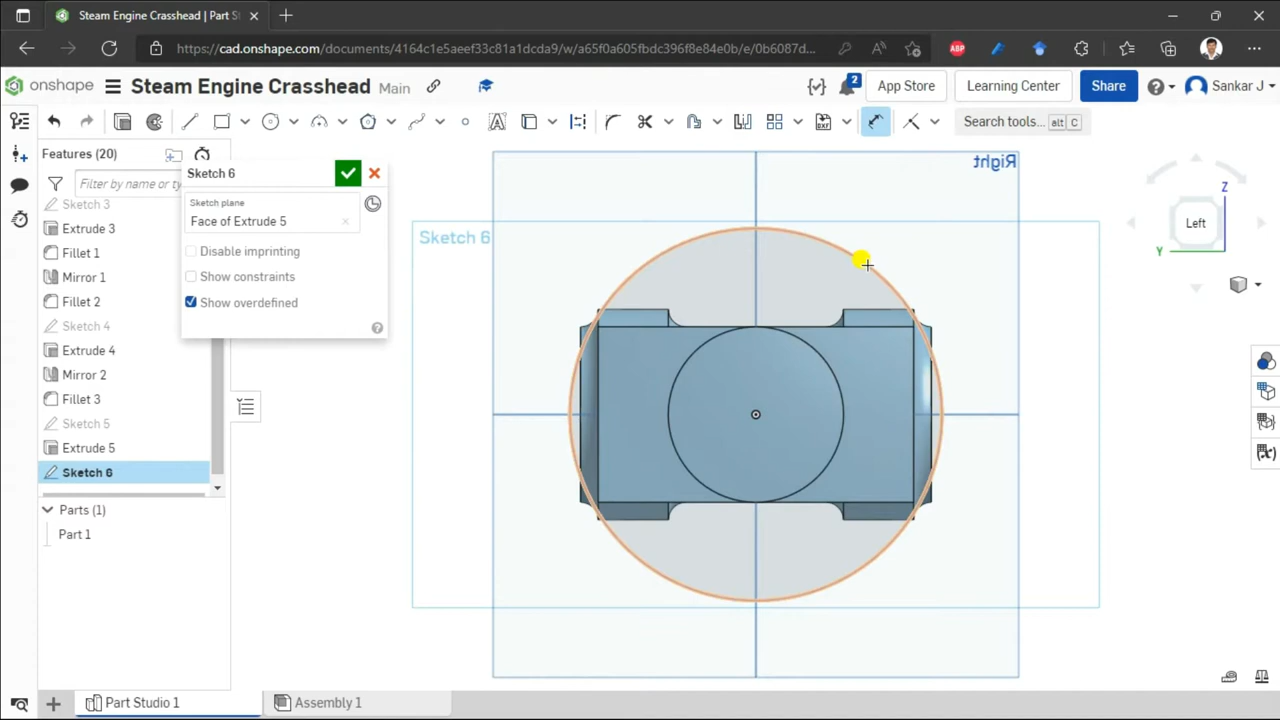 Steam Engine Crasshead | Part S
https://cad.onshape.com/documents/4164c1e5aeef33c81a1dcda9/w/a65f0a605fbdc396f8e84e0b/e/0b6087d...
ABP
onshape
Steam Engine Crasshead
Main
2
App Store
Learning Center
Share
Sankar J
Search tools...
alt
C
Features (20)
Filter by name or ty
Sketch 3
Extrude 3
Fillet 1
Mirror 1
Fillet 2
Sketch 4
Extrude 4
Mirror 2
Fillet 3
Sketch 5
Extrude 5
Sketch 6
Parts (1)
Part 1
Sketch 6
Sketch plane
Face of Extrude 5
Disable imprinting
Show constraints
Show overdefined
Sketch 6
Right
Z
Left
Y
Part Studio 1
Assembly 1